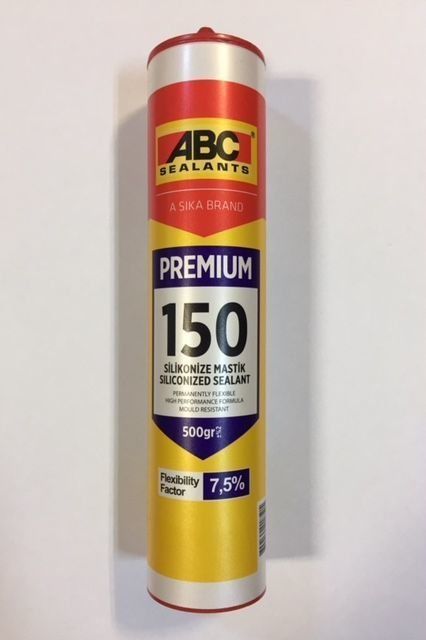 ABC®
SEALANTS
A SIKA BRAND
PREMIUM
150
SİLİKONİZE MASTİK
SILICONIZED SEALANT
PERMANENTLY FLEXIBLE
HIGH PERFORMANCE FORMULA
MOULD RESISTANT
500gr ±%2
Flexibility
Factor
7,5%